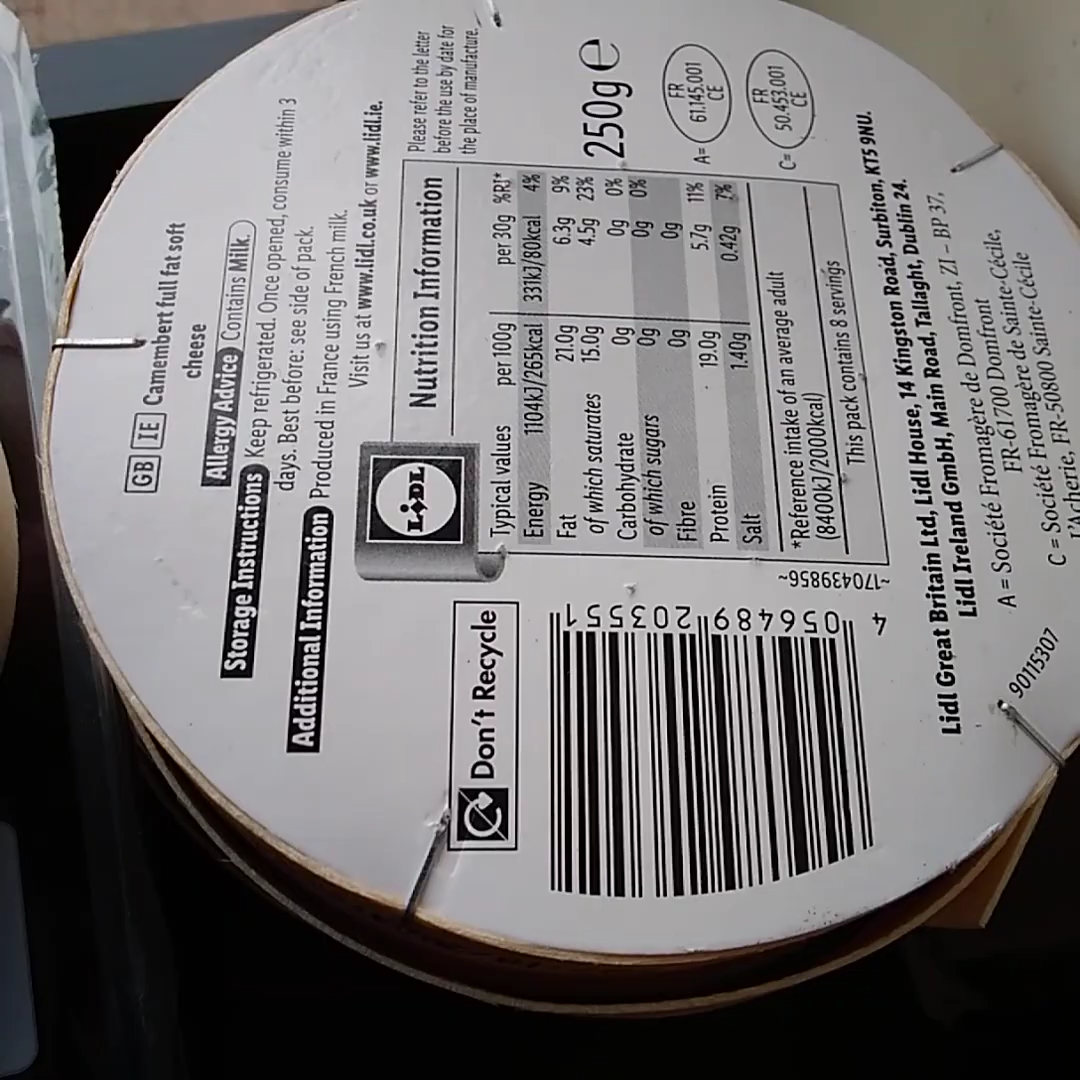 GB IE Camembert full fat soft
cheese
Allergy Advice Contains Milk.
Storage Instructions Keep refrigerated. Once opened, consume within 3
days. Best before: see side of pack.
Additional Information Produced in France using French milk.
Visit us at www.lidl.co.uk or www.lidl.ie.
LIDL
Nutrition Information
Typical values per 100g per 30g %RI*
Energy 1104kJ/265kcal 331kJ/80kcal 4%
Fat 21.0g 6.3g 9%
of which saturates 15.0g 4.5g 23%
Carbohydrate 0g 0g 0%
of which sugars 0g 0g 0%
Fibre 0g 0g
Protein 19.0g 5.7g 11%
Salt 1.40g 0.42g 7%
*Reference intake of an average adult
(8400kJ/2000kcal)
This pack contains 8 servings
Please refer to the letter
before the use by date for
the place of manufacture.
250g e
A= FR
61.145.001
CE
C= FR
50.453.001
CE
Don't Recycle
4 056489 203551
~170439856~
Lidl Great Britain Ltd, Lidl House, 14 Kingston Road, Surbiton, KT5 9NU.
Lidl Ireland GmbH, Main Road, Tallaght, Dublin 24.
A = Société Fromagère de Domfront, ZI – BP 37,
FR-61700 Domfront
C = Société Fromagère de Sainte-Cécile,
L'Acherie, FR-50800 Sainte-Cécile
90115307